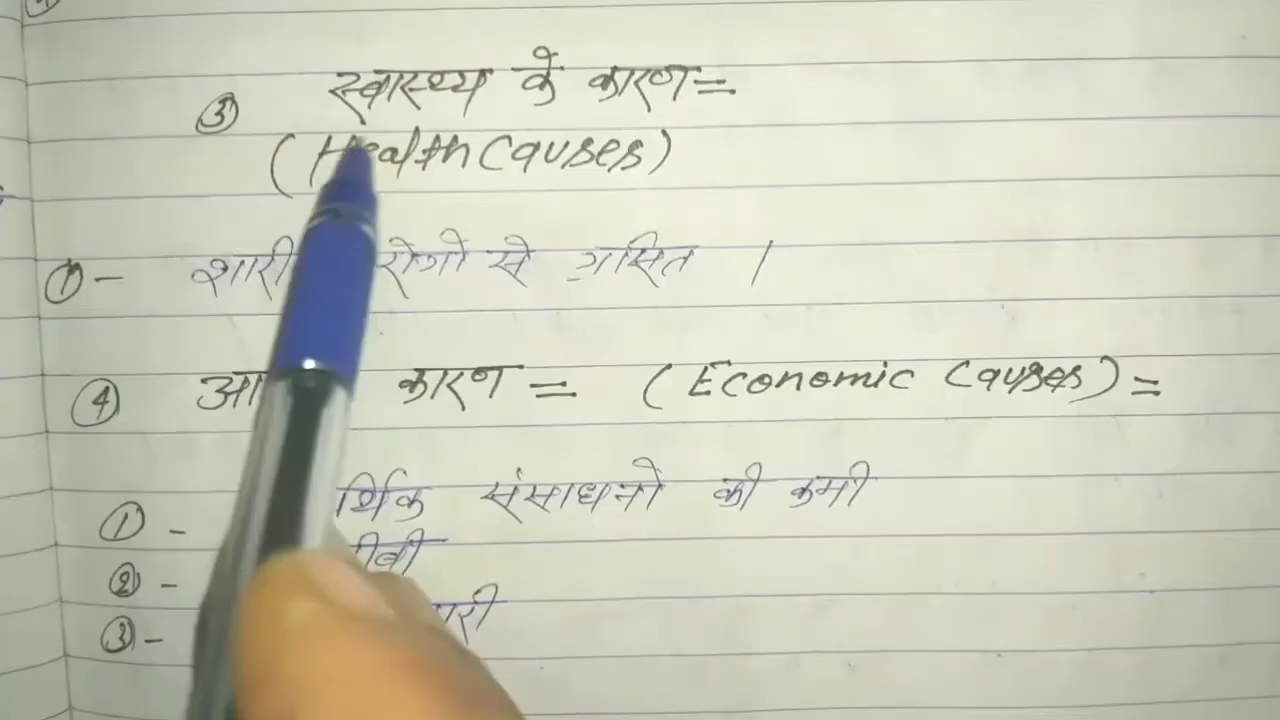 ③ स्वास्थ्य के कारण=
(Health Causes)
①- रोगो से ग्रसित ।
④ कारण = (Economic Causes) =
①- संसाधनो की कमी
②-
③-